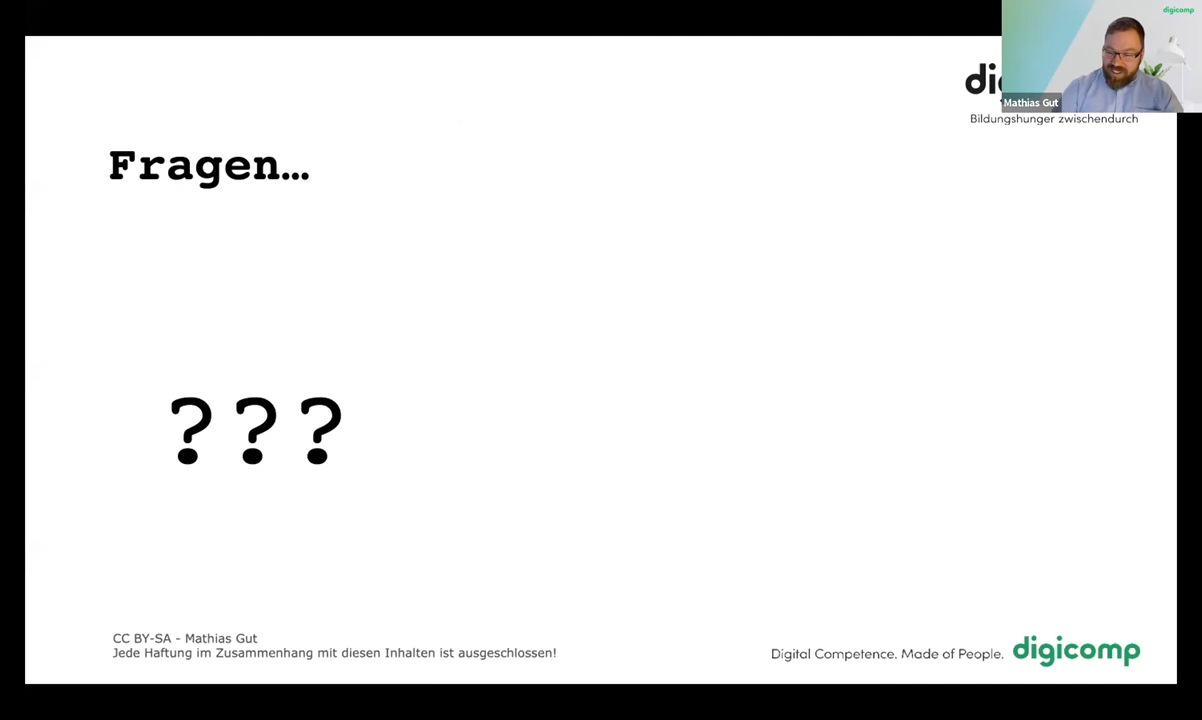 digicomp
Mathias Gut
Bildungshunger zwischendurch
Fragen…
???
CC BY-SA - Mathias Gut
Jede Haftung im Zusammenhang mit diesen Inhalten ist ausgeschlossen!
Digital Competence. Made of People. digicomp